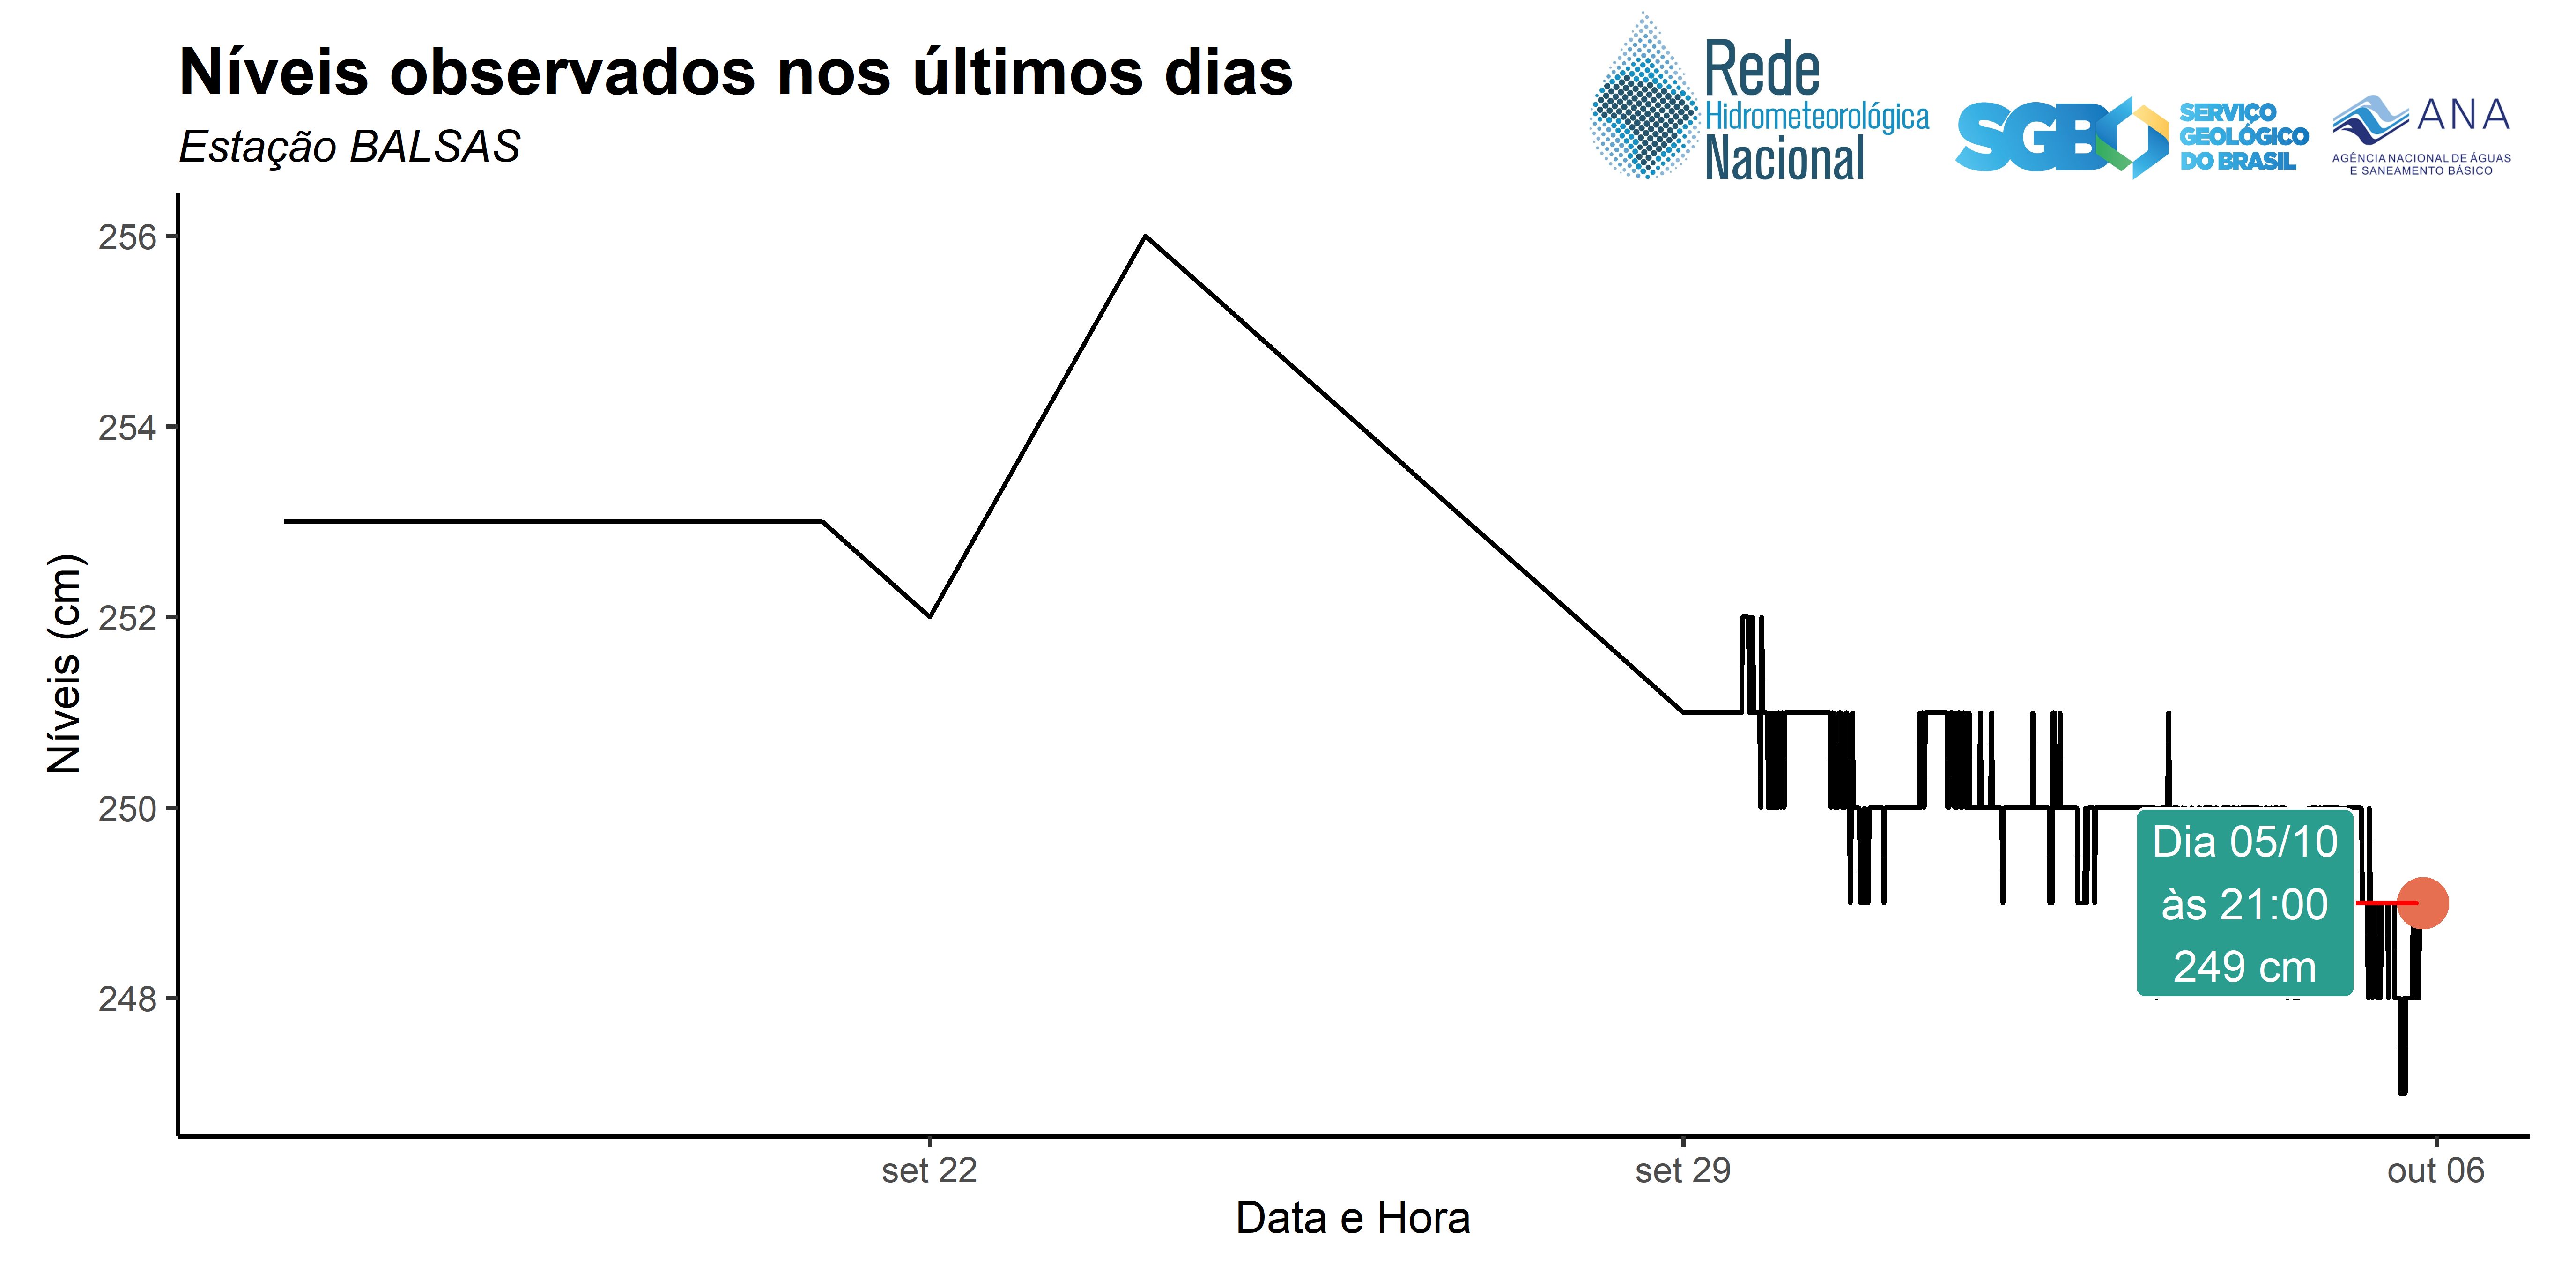 Níveis observados nos últimos dias
Estação BALSAS
Rede
Hidrometeorológica
Nacional
SGB
SERVIÇO
GEOLÓGICO
DO BRASIL
ANA
AGÊNCIA NACIONAL DE ÁGUAS
E SANEAMENTO BÁSICO
Níveis (cm)
256
254
252
250
248
Dia 05/10
às 21:00
249 cm
set 22
set 29
out 06
Data e Hora